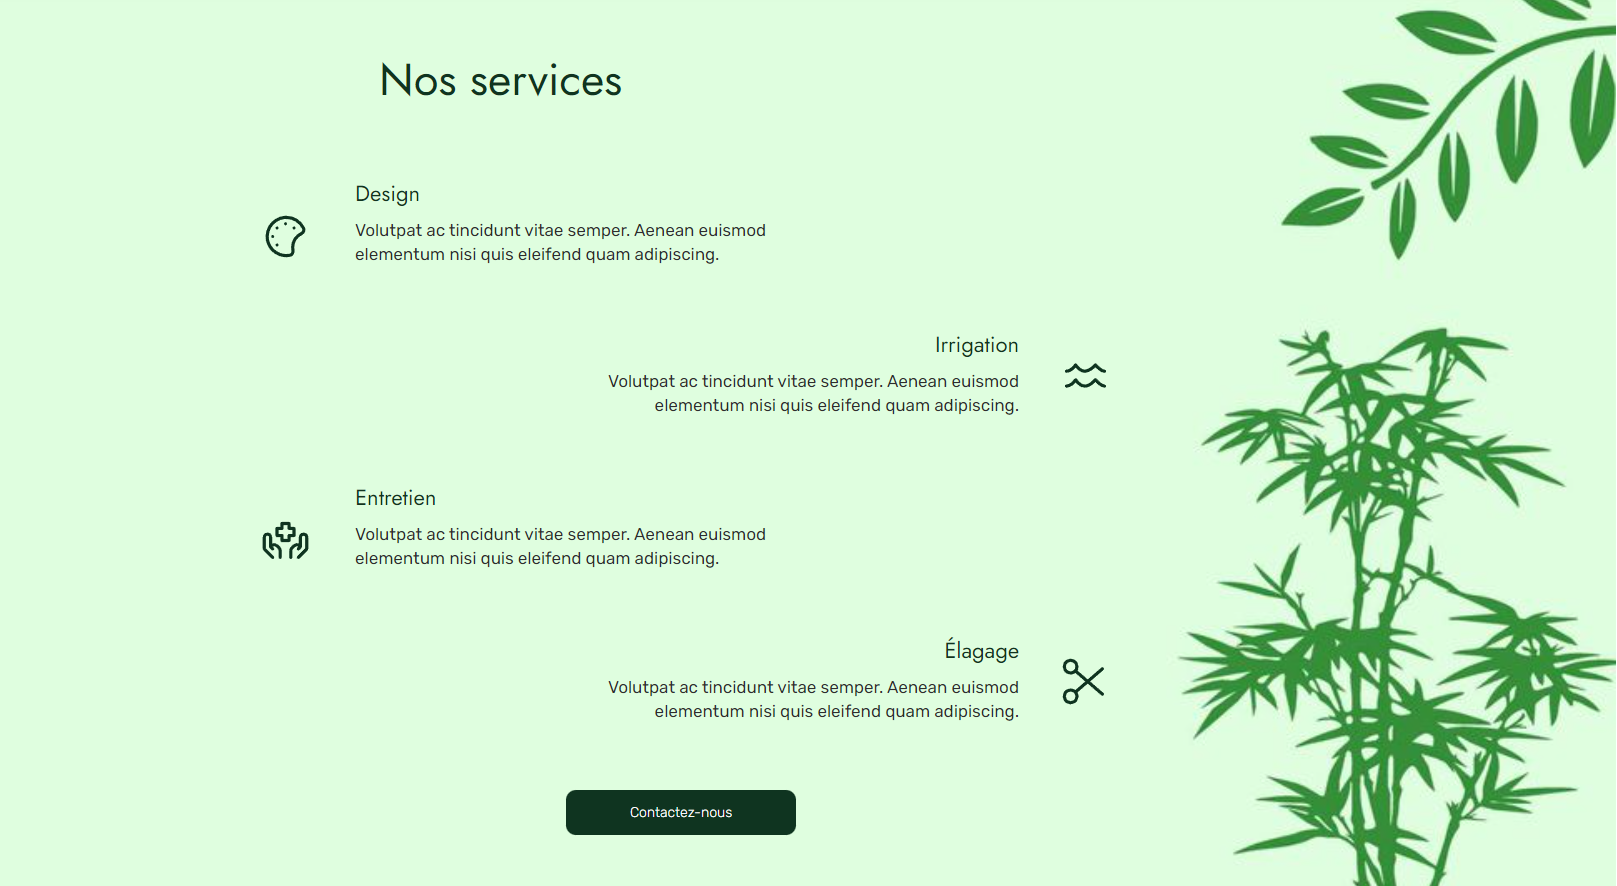 Nos services
Design
Volutpat ac tincidunt vitae semper. Aenean euismod
elementum nisi quis eleifend quam adipiscing.
Irrigation
Volutpat ac tincidunt vitae semper. Aenean euismod
elementum nisi quis eleifend quam adipiscing.
Entretien
Volutpat ac tincidunt vitae semper. Aenean euismod
elementum nisi quis eleifend quam adipiscing.
Élagage
Volutpat ac tincidunt vitae semper. Aenean euismod
elementum nisi quis eleifend quam adipiscing.
Contactez-nous